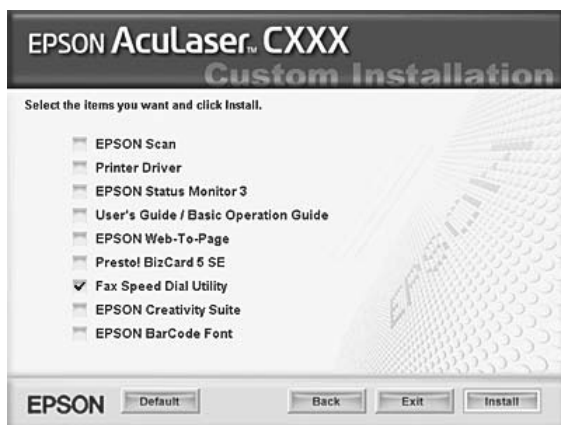 EPSON AcuLaser™ CXXX
Custom Installation
Select the items you want and click Install.
EPSON Scan
Printer Driver
EPSON Status Monitor 3
User's Guide / Basic Operation Guide
EPSON Web-To-Page
Presto! BizCard 5 SE
Fax Speed Dial Utility
EPSON Creativity Suite
EPSON BarCode Font
EPSON
EPSON
Default
Back
Exit
Install